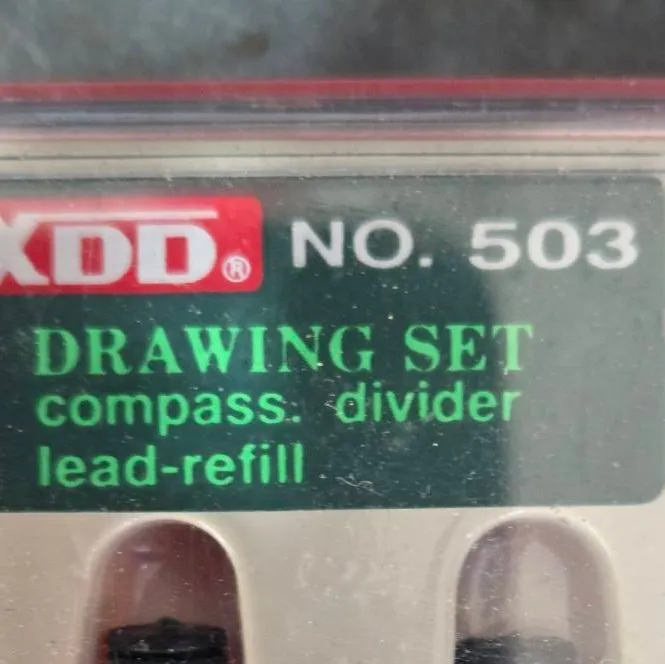 XDD® NO. 503
DRAWING SET
compass. divider
lead-refill